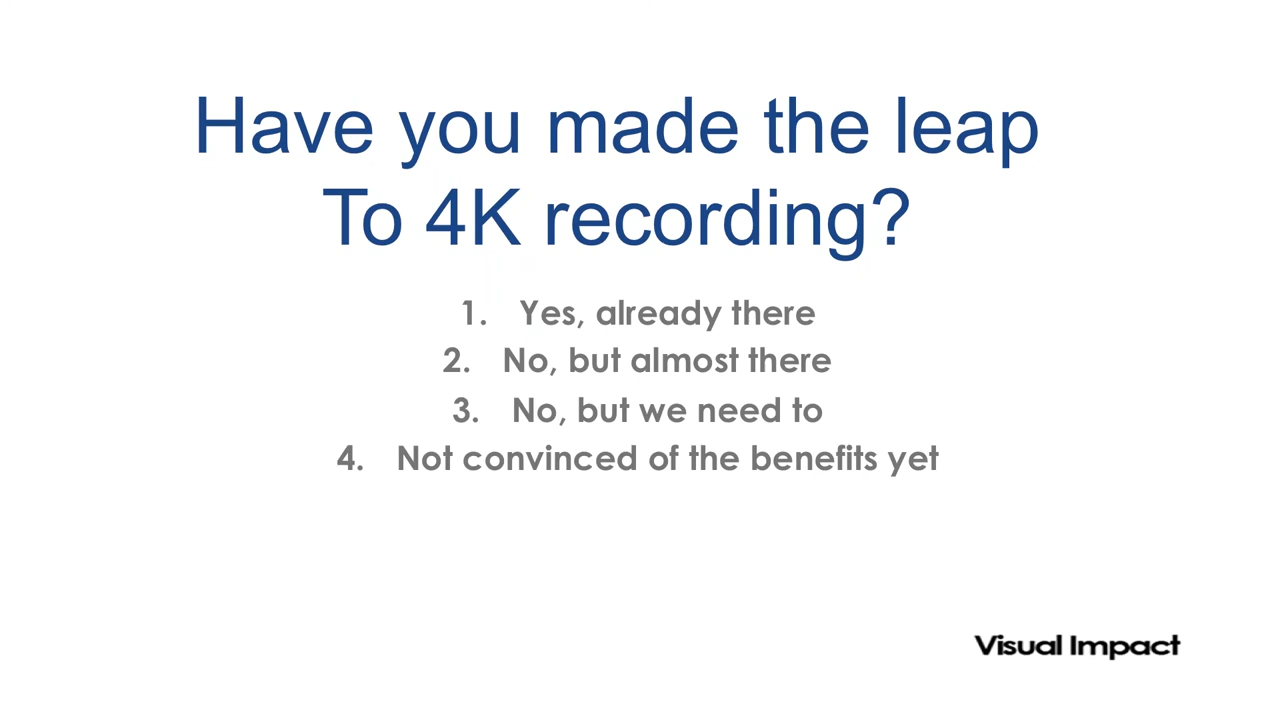 Have you made the leap
To 4K recording?
1. Yes, already there
2. No, but almost there
3. No, but we need to
4. Not convinced of the benefits yet
Visual Impact